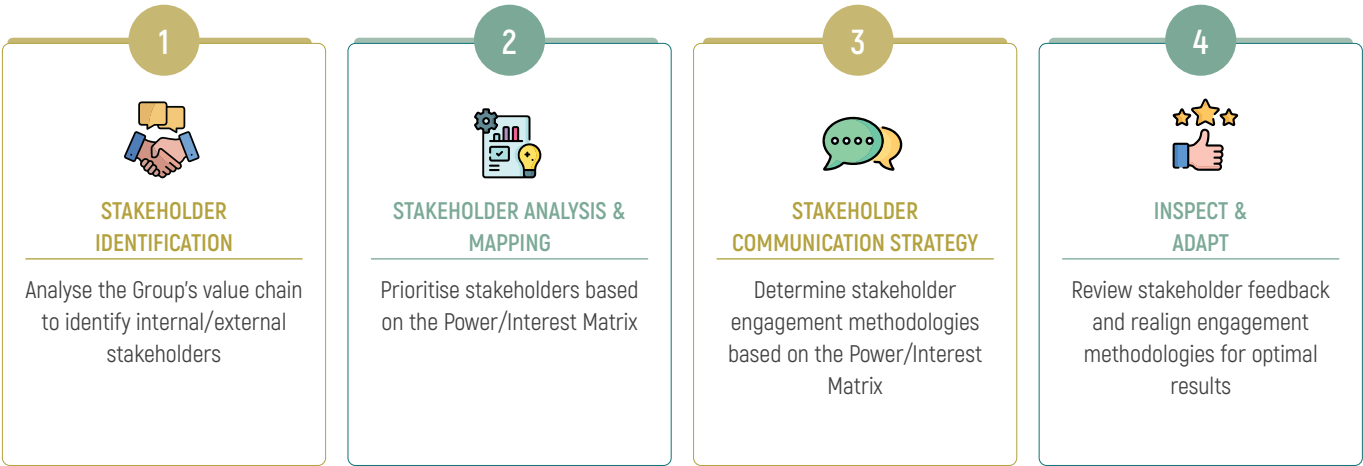 1
STAKEHOLDER
IDENTIFICATION
Analyse the Group's value chain
to identify internal/external
stakeholders
2
STAKEHOLDER ANALYSIS &
MAPPING
Prioritise stakeholders based
on the Power/Interest Matrix
3
STAKEHOLDER
COMMUNICATION STRATEGY
Determine stakeholder
engagement methodologies
based on the Power/Interest
Matrix
4
INSPECT &
ADAPT
Review stakeholder feedback
and realign engagement
methodologies for optimal
results